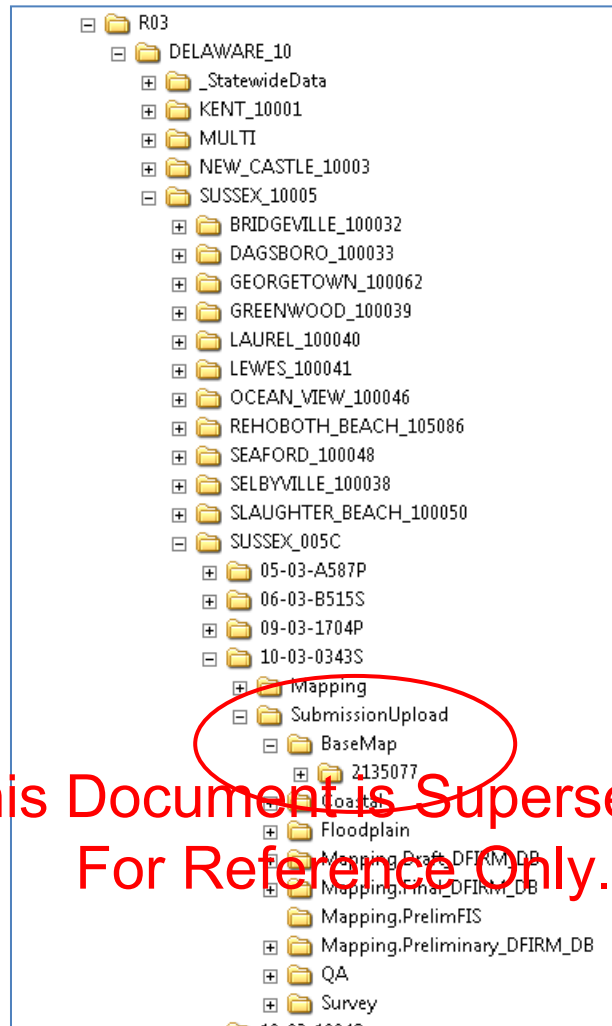 R03
DELAWARE_10
_StatewideData
KENT_10001
MULTI
NEW_CASTLE_10003
SUSSEX_10005
BRIDGEVILLE_100032
DAGSBORO_100033
GEORGETOWN_100062
GREENWOOD_100039
LAUREL_100040
LEWES_100041
OCEAN_VIEW_100046
REHOBOTH_BEACH_105086
SEAFORD_100048
SELBYVILLE_100038
SLAUGHTER_BEACH_100050
SUSSEX_005C
05-03-A587P
06-03-B515S
09-03-1704P
10-03-0343S
Mapping
SubmissionUpload
BaseMap
2135077
Coastal
is Document is Superse
Floodplain
Mapping.Draft_DFIRM_DB
For Reference Only.
Mapping.Final_DFIRM_DB
Mapping.PrelimFIS
Mapping.Preliminary_DFIRM_DB
QA
Survey